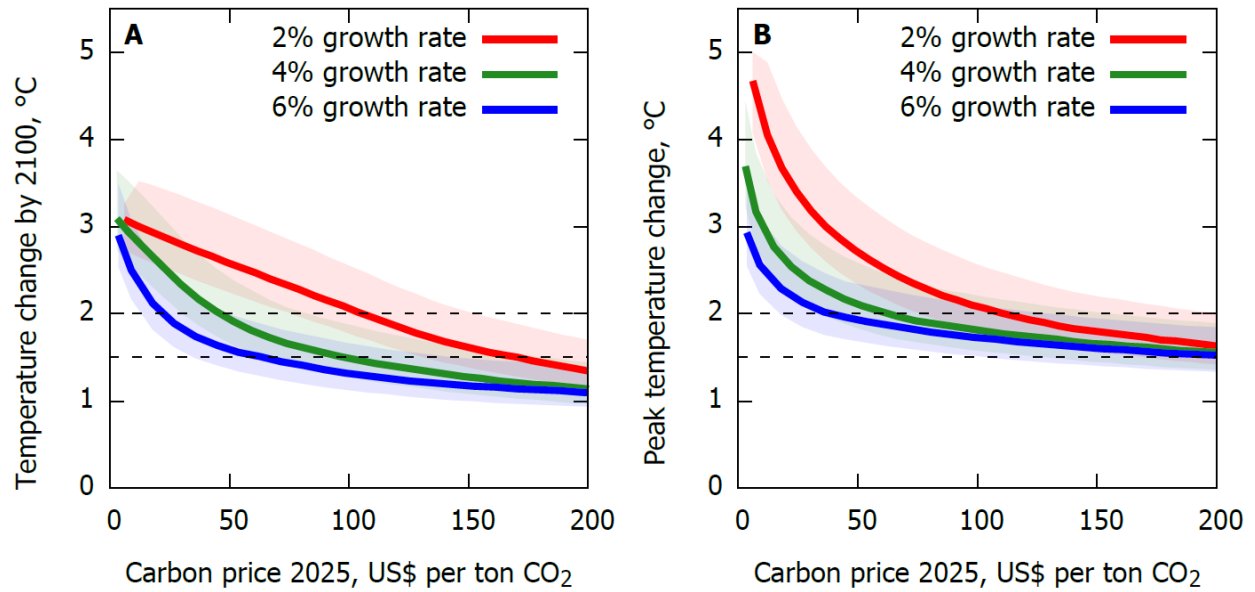 A
2% growth rate
4% growth rate
6% growth rate
5
4
3
2
1
0
Temperature change by 2100, °C
0 50 100 150 200
Carbon price 2025, US$ per ton CO₂
B
2% growth rate
4% growth rate
6% growth rate
5
4
3
2
1
0
Peak temperature change, °C
0 50 100 150 200
Carbon price 2025, US$ per ton CO₂